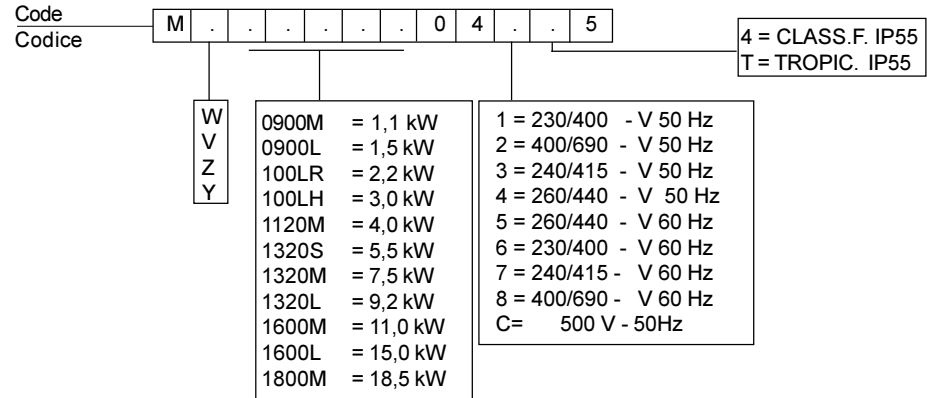 Code
Codice
M . . . . . . 0 4 . . 5
4 = CLASS.F. IP55
T = TROPIC. IP55
W
V
Z
Y
0900M = 1,1 kW
0900L = 1,5 kW
100LR = 2,2 kW
100LH = 3,0 kW
1120M = 4,0 kW
1320S = 5,5 kW
1320M = 7,5 kW
1320L = 9,2 kW
1600M = 11,0 kW
1600L = 15,0 kW
1800M = 18,5 kW
1 = 230/400 - V 50 Hz
2 = 400/690 - V 50 Hz
3 = 240/415 - V 50 Hz
4 = 260/440 - V 50 Hz
5 = 260/440 - V 60 Hz
6 = 230/400 - V 60 Hz
7 = 240/415 - V 60 Hz
8 = 400/690 - V 60 Hz
C= 500 V - 50Hz